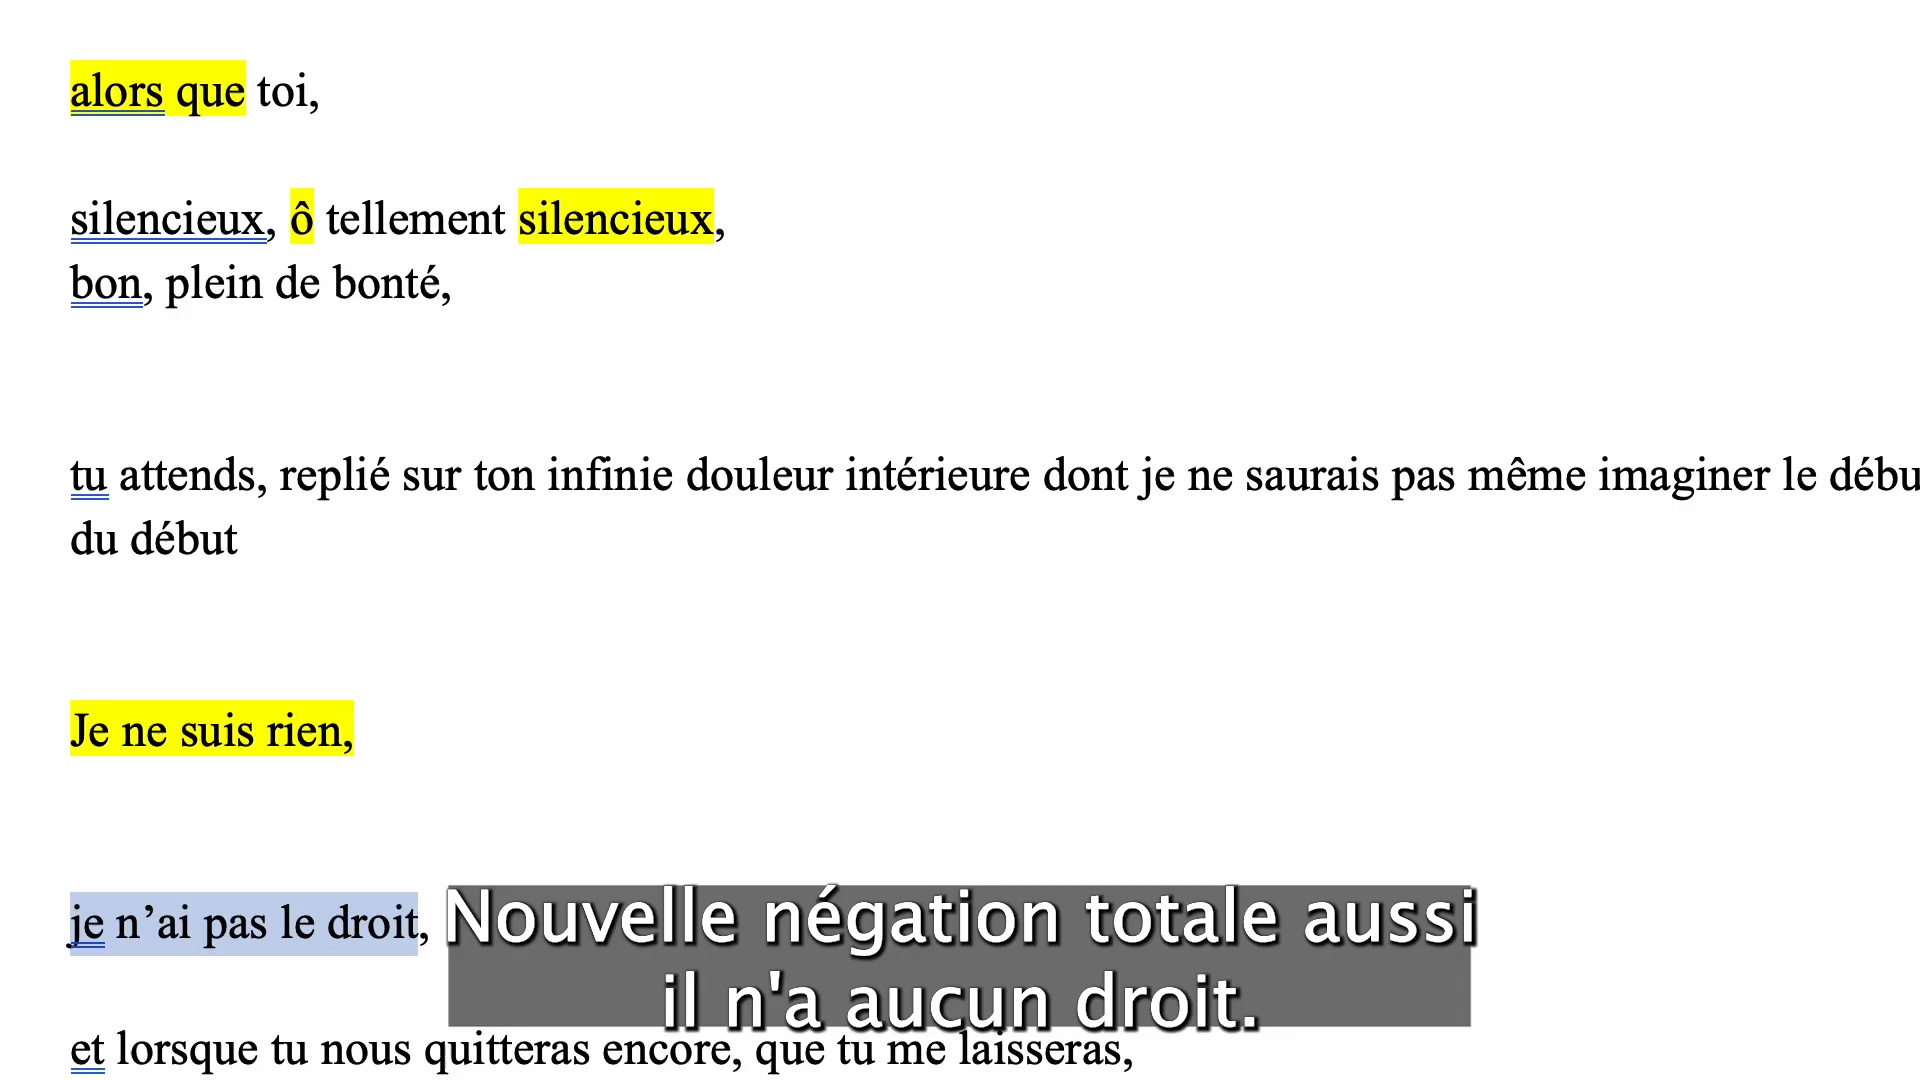 alors que toi,
silencieux, ô tellement silencieux,
bon, plein de bonté,
tu attends, replié sur ton infinie douleur intérieure dont je ne saurais pas même imaginer le débu
du début
Je ne suis rien,
je n’ai pas le droit,
Nouvelle négation totale aussi
il n'a aucun droit.
et lorsque tu nous quitteras encore, que tu me laisseras,